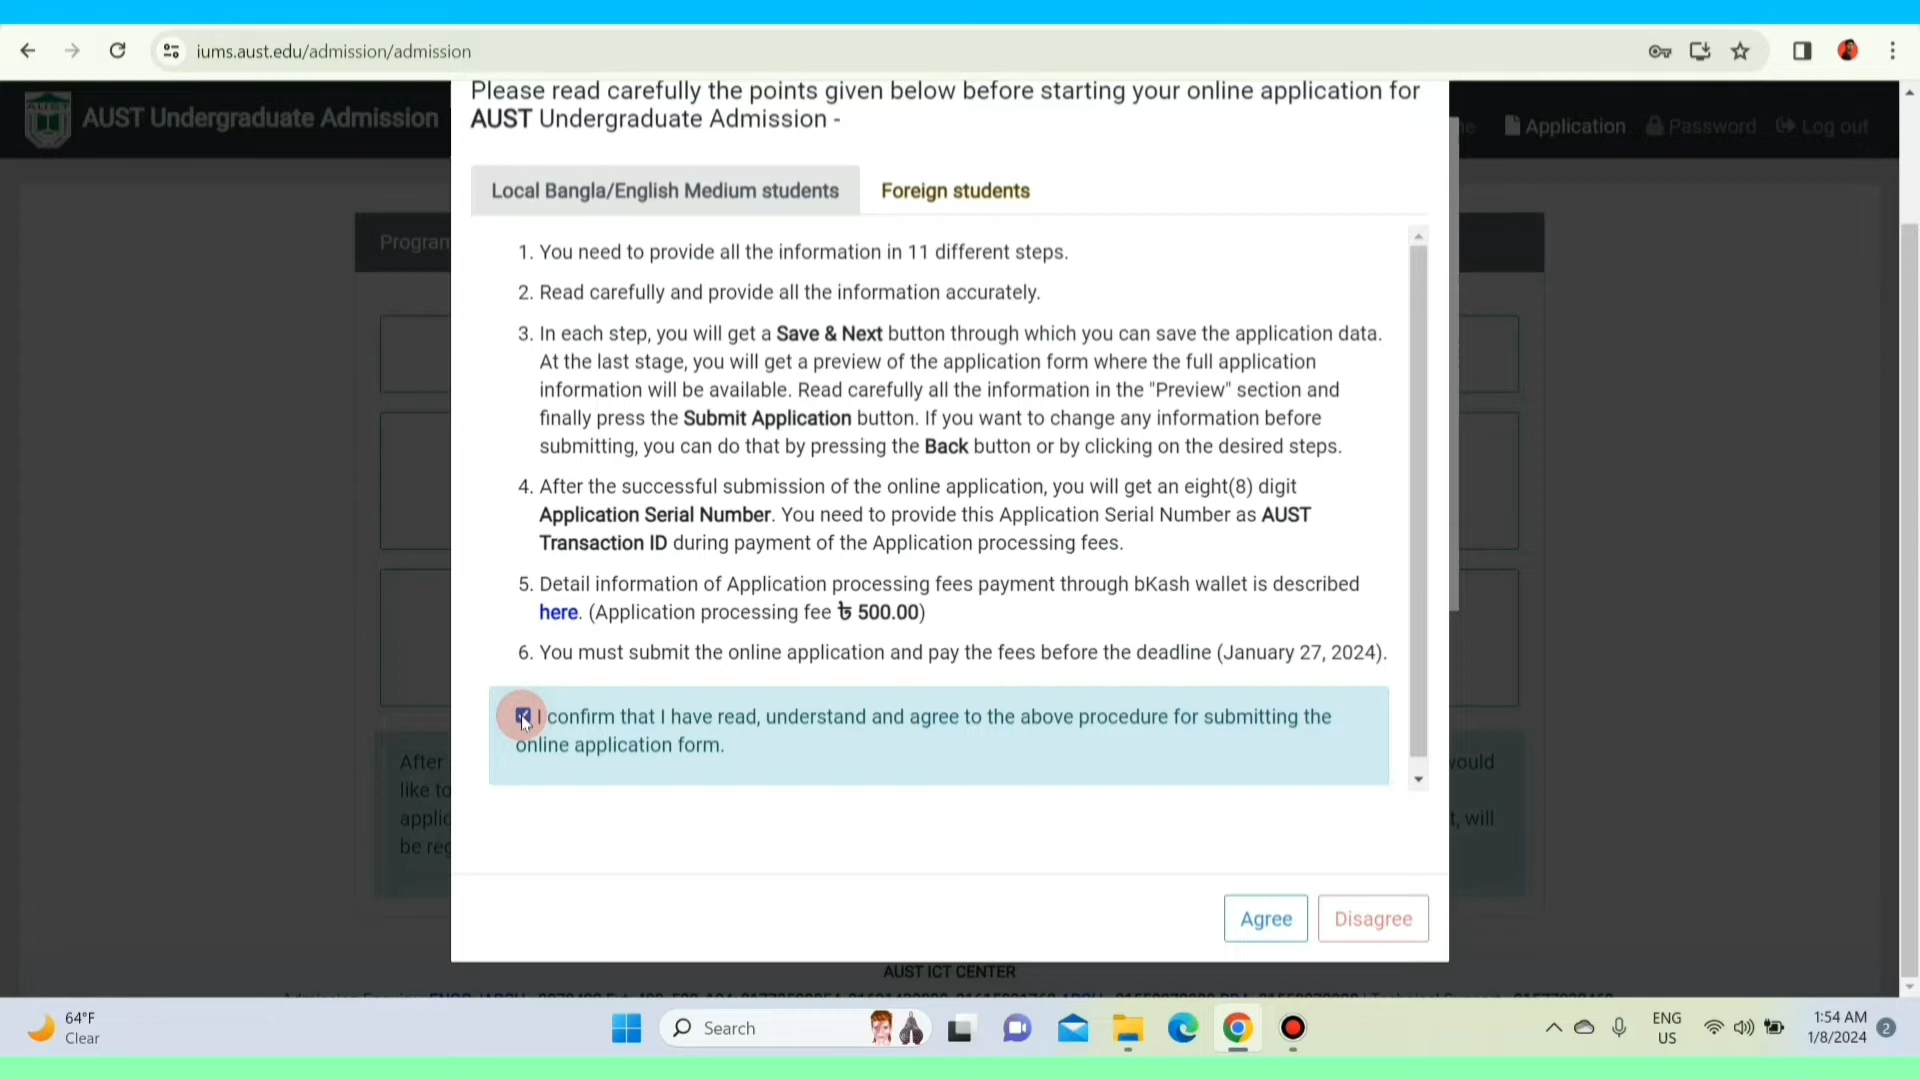 iums.aust.edu/admission/admission
AUST Undergraduate Admission
Please read carefully the points given below before starting your online application for
AUST Undergraduate Admission -
Application
Password
Log out
Local Bangla/English Medium students
Foreign students
1. You need to provide all the information in 11 different steps.
2. Read carefully and provide all the information accurately.
3. In each step, you will get a Save & Next button through which you can save the application data.
At the last stage, you will get a preview of the application form where the full application
information will be available. Read carefully all the information in the "Preview" section and
finally press the Submit Application button. If you want to change any information before
submitting, you can do that by pressing the Back button or by clicking on the desired steps.
4. After the successful submission of the online application, you will get an eight(8) digit
Application Serial Number. You need to provide this Application Serial Number as AUST
Transaction ID during payment of the Application processing fees.
5. Detail information of Application processing fees payment through bKash wallet is described
here. (Application processing fee ৳ 500.00)
6. You must submit the online application and pay the fees before the deadline (January 27, 2024).
I confirm that I have read, understand and agree to the above procedure for submitting the
online application form.
After
like to
t, will
Agree
Disagree
AUST ICT CENTER
64°F
Clear
Search
ENG
US
1:54 AM
1/8/2024
2